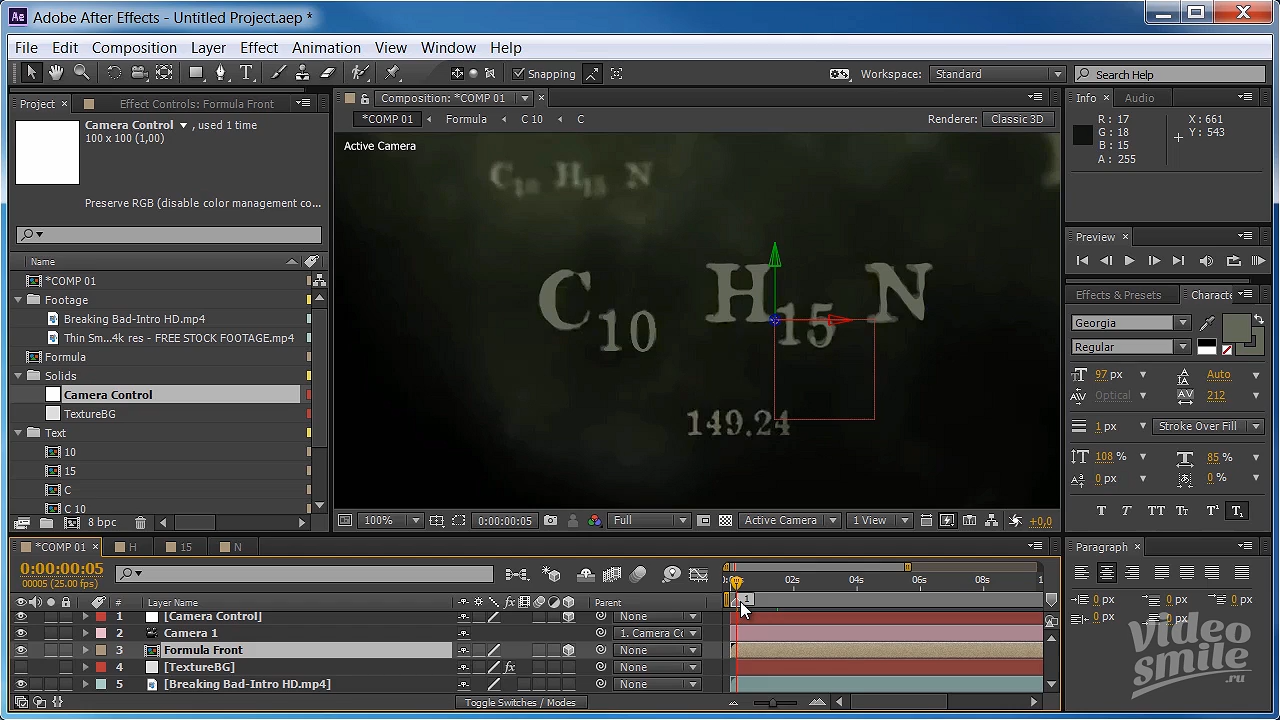 Ae Adobe After Effects - Untitled Project.aep *
File Edit Composition Layer Effect Animation View Window Help
Snapping Workspace: Standard Search Help
Project Effect Controls: Formula Front
Camera Control , used 1 time
100 x 100 (1,00)
Preserve RGB (disable color management co...
Name
*COMP 01
Footage
Breaking Bad-Intro HD.mp4
Thin Sm...4k res - FREE STOCK FOOTAGE.mp4
Formula
Solids
Camera Control
TextureBG
Text
10
15
C
C 10
8 bpc
Composition: *COMP 01
*COMP 01 Formula C 10 C Renderer: Classic 3D
Active Camera
C10 H15 N
C10 H15 N
149.24
100% 0:00:00:05 Full Active Camera 1 View +0,0
Info Audio
R : 17
G : 18
B : 15
A : 255
X : 661
Y : 543
Preview
Effects & Presets Characte
Georgia
Regular
97 px Auto
Optical 212
1 px Stroke Over Fill
108 % 85 %
0 px 0 %
T T TT Tr T¹ T1
Paragraph
0 px 0 px 0 px
0 px 0 px
*COMP 01 H 15 N
0:00:00:05
00005 (25.00 fps)
# Layer Name fx Parent
1 [Camera Control] None
2 Camera 1 1. Camera Co
3 Formula Front None
4 [TextureBG] fx None
5 [Breaking Bad-Intro HD.mp4] None
Toggle Switches / Modes
02s 04s 06s 08s 1
1
video
smile
.ru